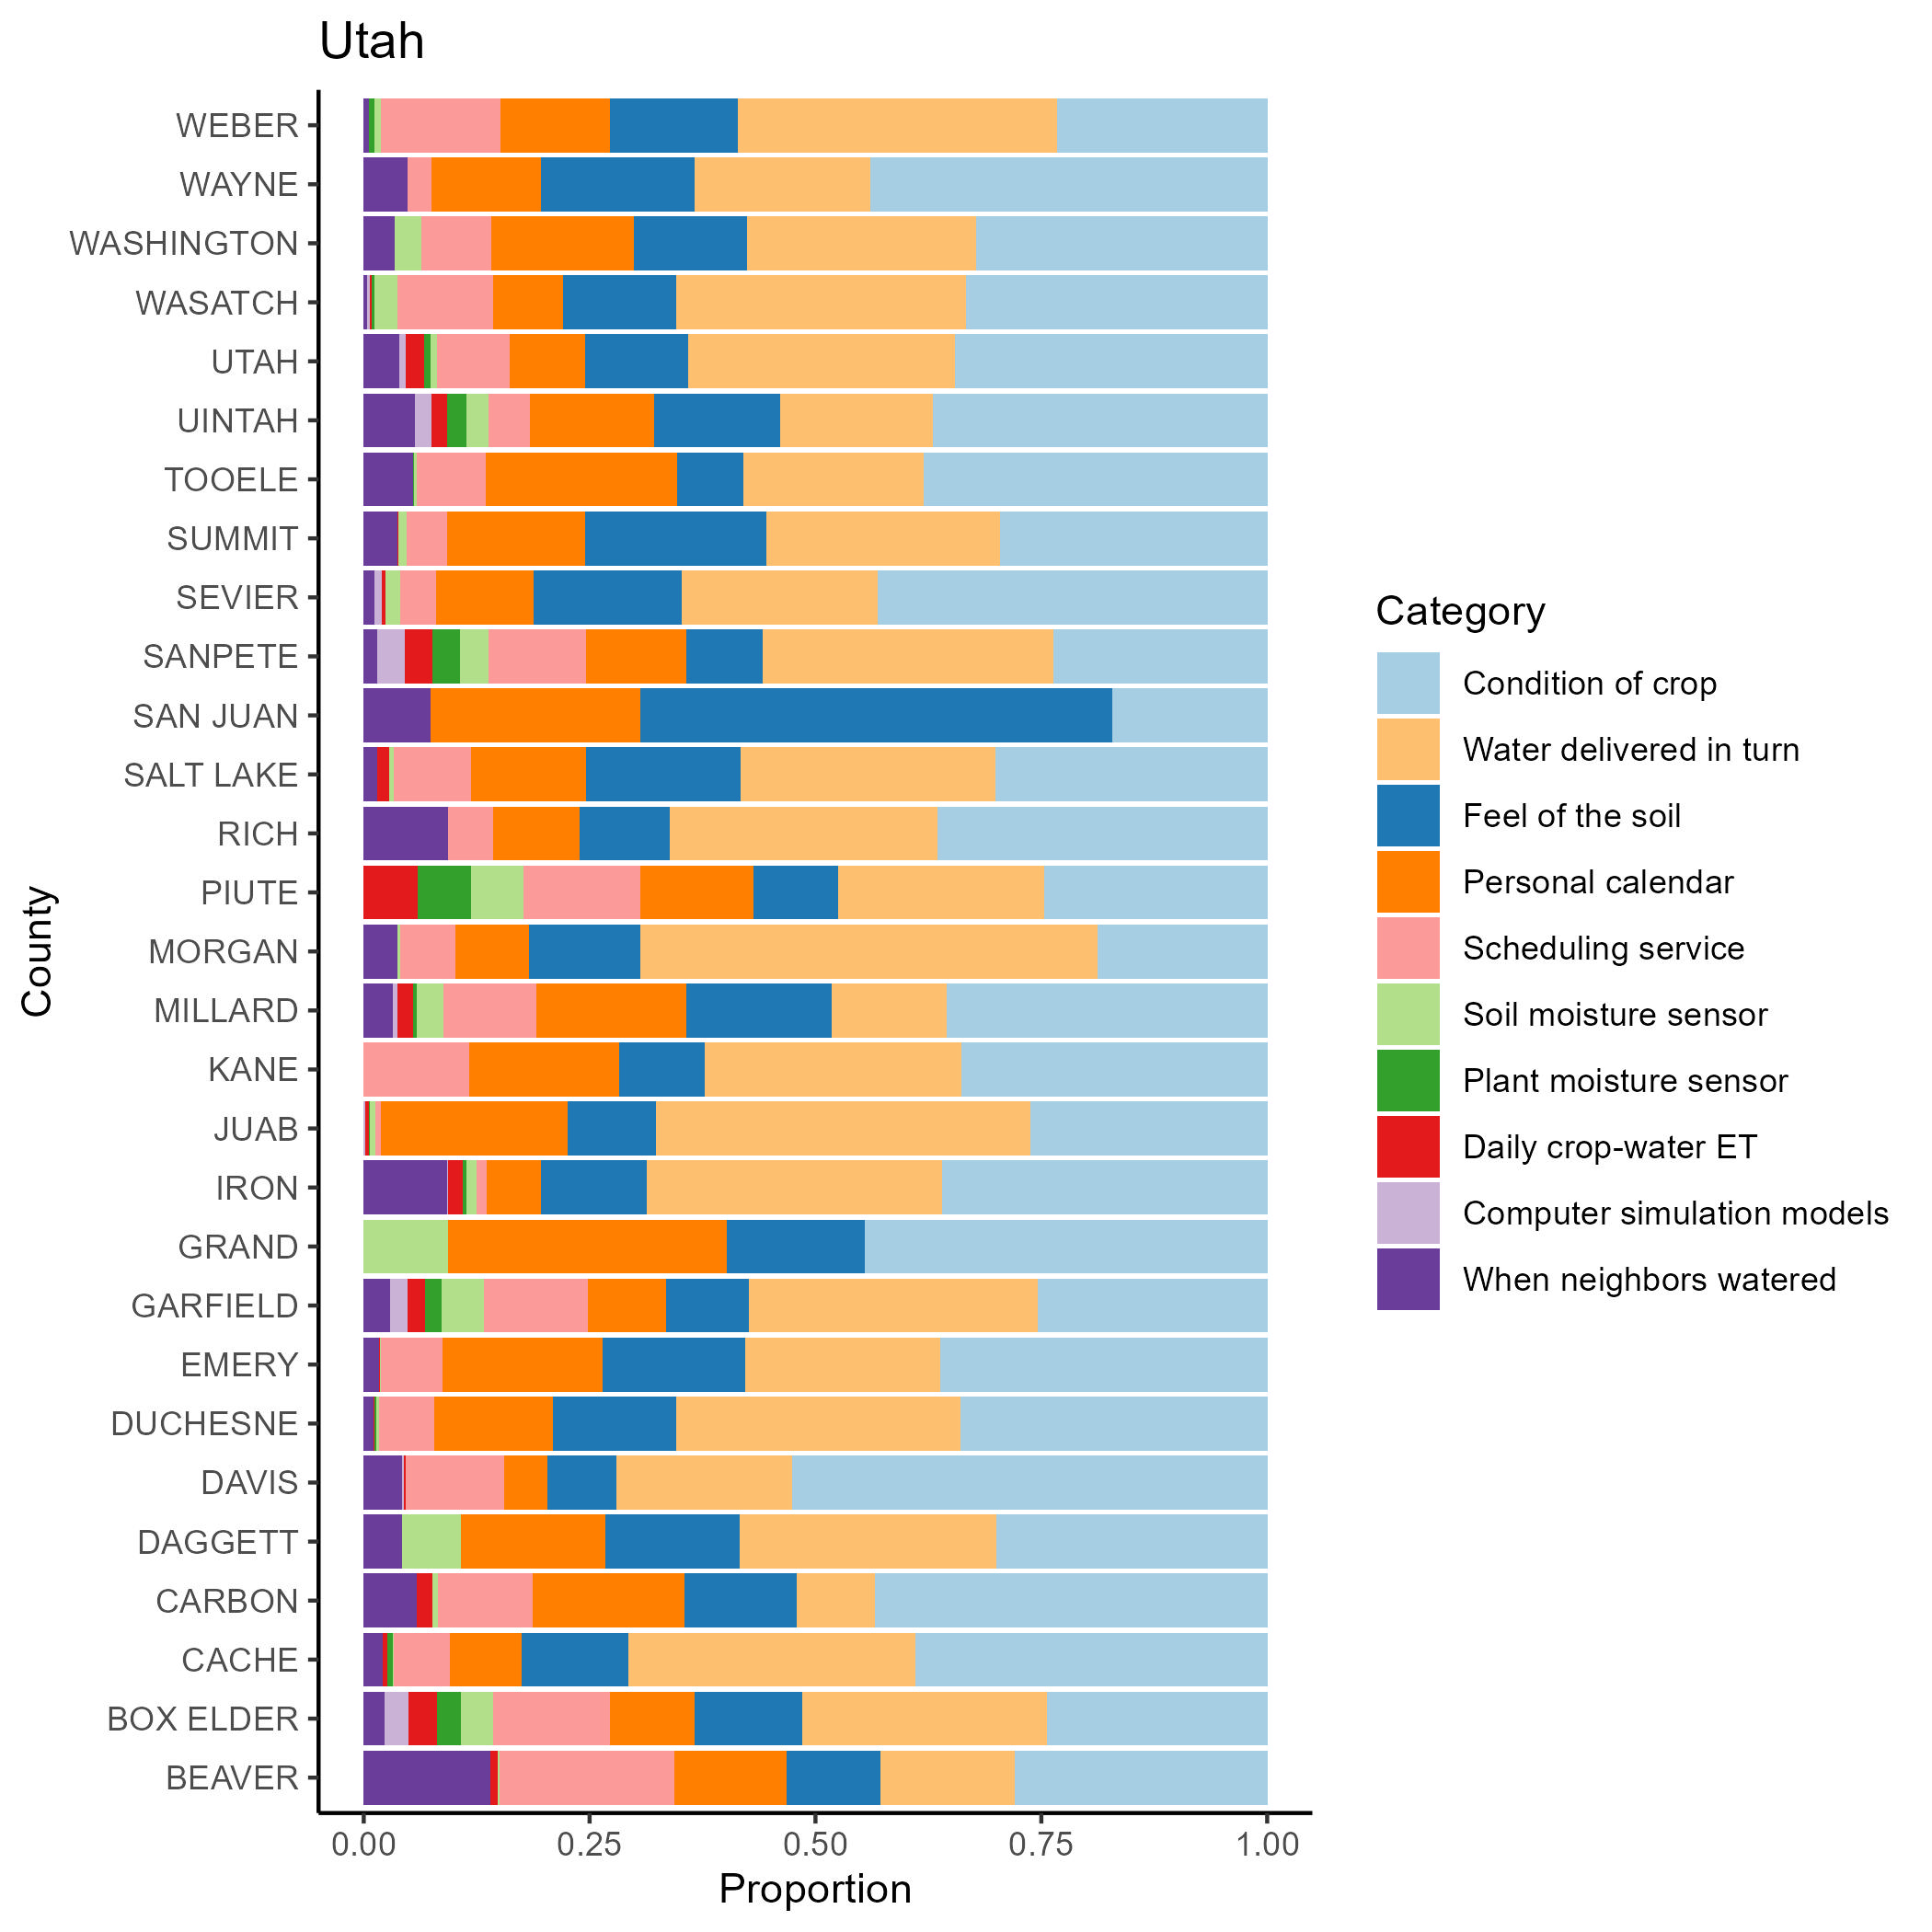 Utah
WEBER
WAYNE
WASHINGTON
WASATCH
UTAH
UINTAH
TOOELE
SUMMIT
SEVIER
SANPETE
SAN JUAN
SALT LAKE
RICH
PIUTE
MORGAN
MILLARD
KANE
JUAB
IRON
GRAND
GARFIELD
EMERY
DUCHESNE
DAVIS
DAGGETT
CARBON
CACHE
BOX ELDER
BEAVER
County
0.00 0.25 0.50 0.75 1.00
Proportion
Category
Condition of crop
Water delivered in turn
Feel of the soil
Personal calendar
Scheduling service
Soil moisture sensor
Plant moisture sensor
Daily crop-water ET
Computer simulation models
When neighbors watered